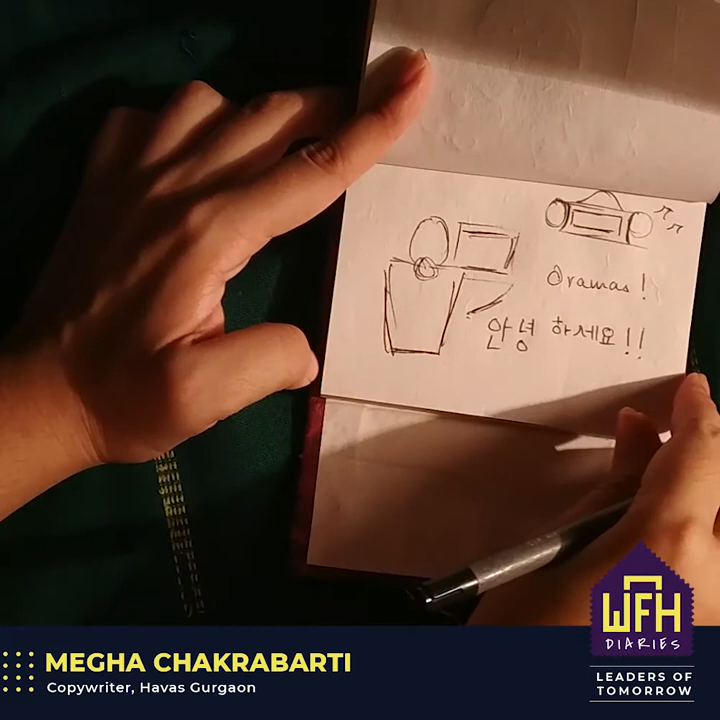 Dramas!
안녕 하세요!!
WFH
DIARIES
MEGHA CHAKRABARTI
Copywriter, Havas Gurgaon
LEADERS OF
TOMORROW